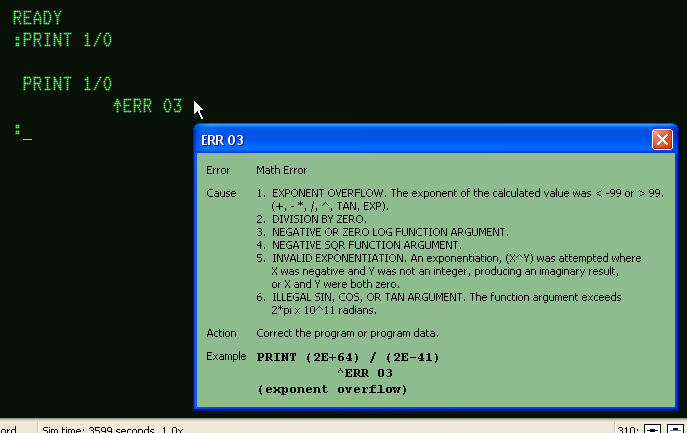 READY
:PRINT 1/0
PRINT 1/0
↑ERR 03
:_
ERR 03
Error Math Error
Cause 1. EXPONENT OVERFLOW. The exponent of the calculated value was < -99 or > 99.
(+, - *, /, ^, TAN, EXP).
2. DIVISION BY ZERO.
3. NEGATIVE OR ZERO LOG FUNCTION ARGUMENT.
4. NEGATIVE SQR FUNCTION ARGUMENT.
5. INVALID EXPONENTIATION. An exponentiation, (X^Y) was attempted where
X was negative and Y was not an integer, producing an imaginary result,
or X and Y were both zero.
6. ILLEGAL SIN, COS, OR TAN ARGUMENT. The function argument exceeds
2*pi x 10^11 radians.
Action Correct the program or program data.
Example PRINT (2E+64) / (2E-41)
^ERR 03
(exponent overflow)
ord Sim time: 3599 seconds, 1.0x 310: